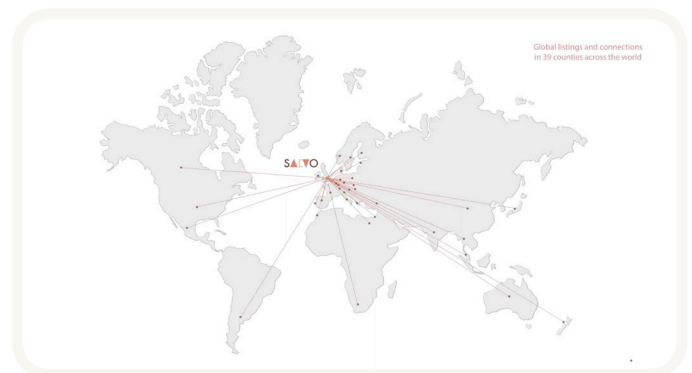 Global listings and connections
in 39 counties across the world
SALVO